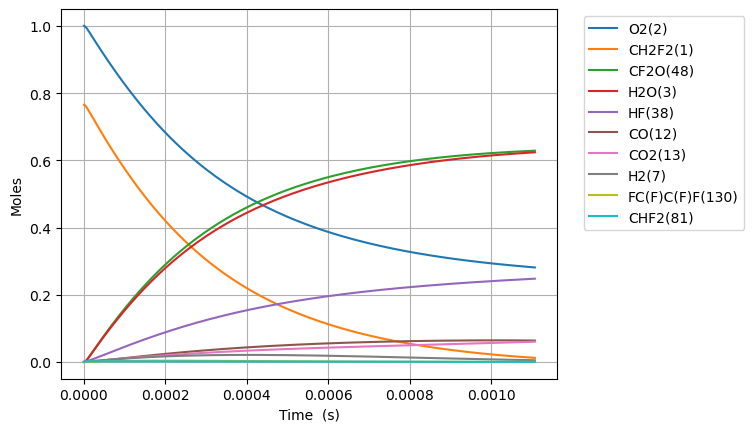 1.0
0.8
0.6
0.4
0.2
0.0
Moles
0.0000 0.0002 0.0004 0.0006 0.0008 0.0010
Time (s)
O2(2)
CH2F2(1)
CF2O(48)
H2O(3)
HF(38)
CO(12)
CO2(13)
H2(7)
FC(F)C(F)F(130)
CHF2(81)